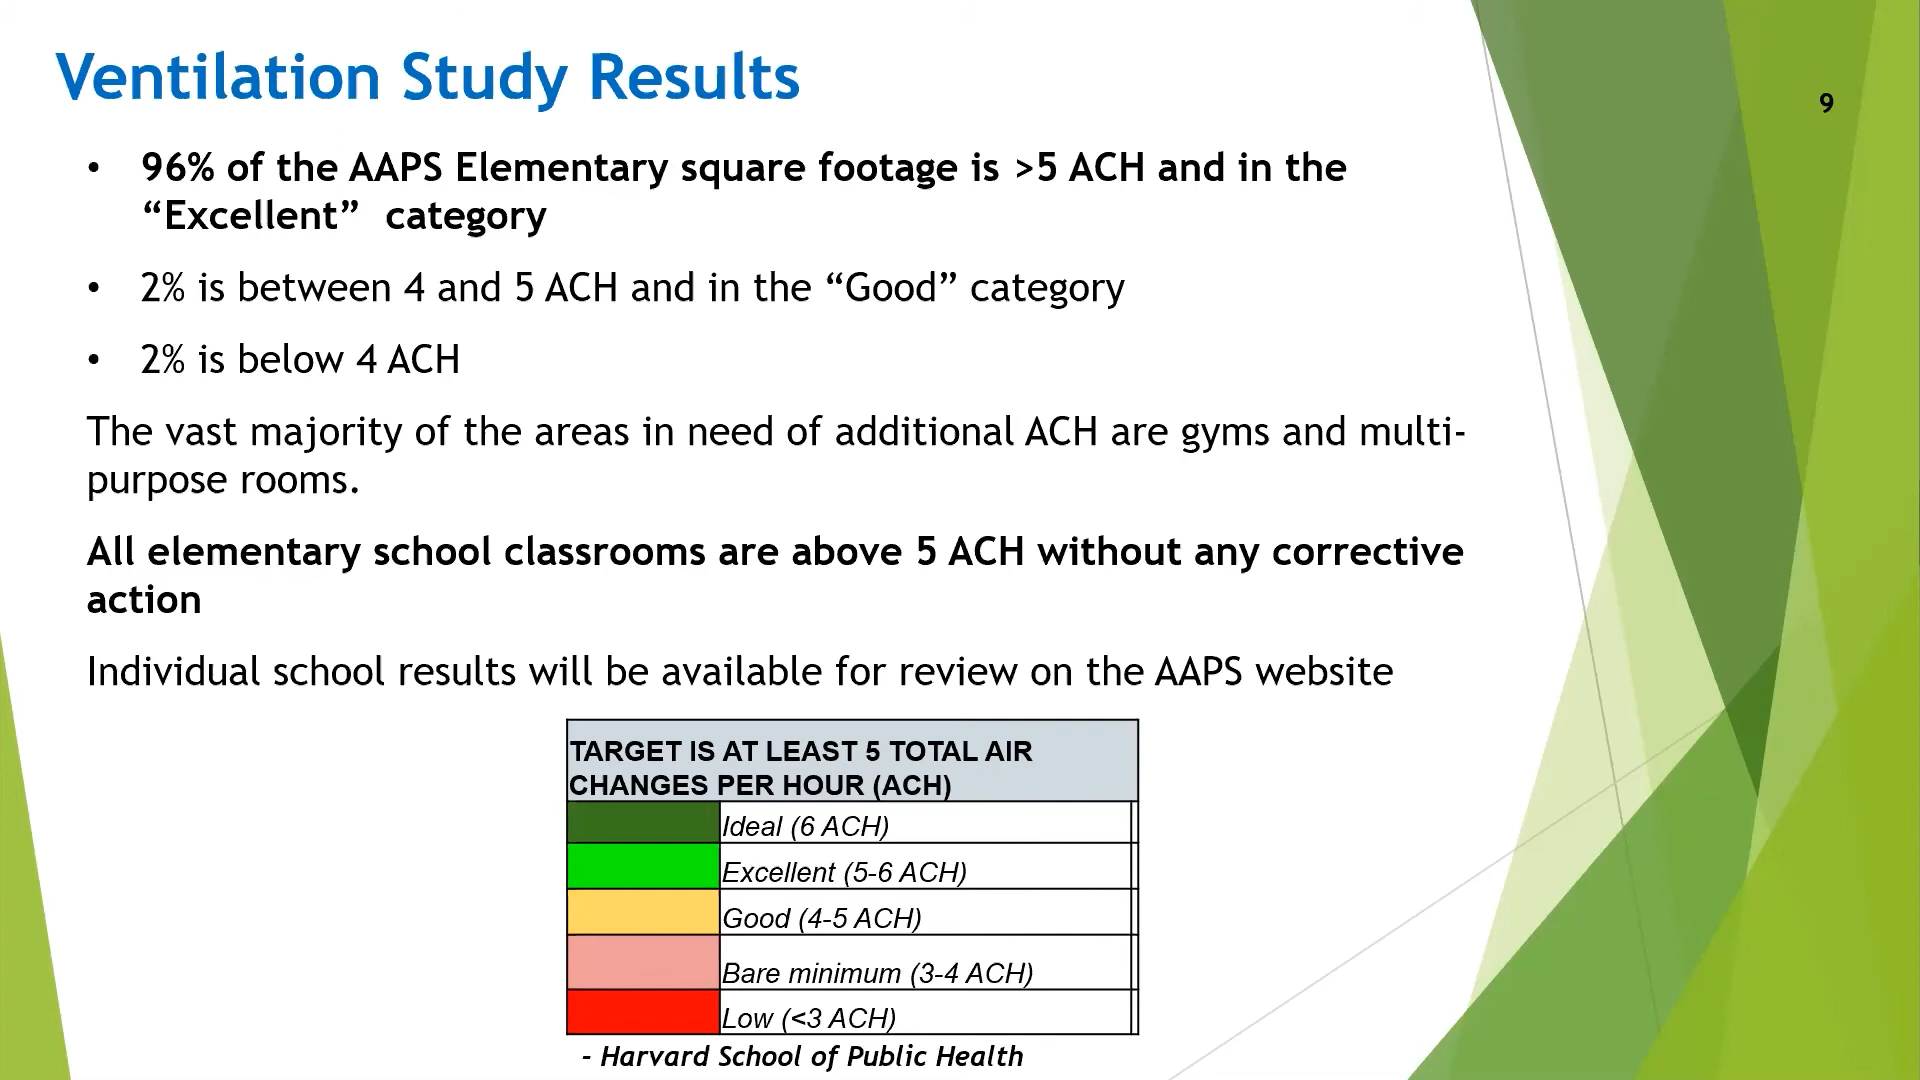 Ventilation Study Results
9
• 96% of the AAPS Elementary square footage is >5 ACH and in the
“Excellent”  category
• 2% is between 4 and 5 ACH and in the “Good” category
• 2% is below 4 ACH
The vast majority of the areas in need of additional ACH are gyms and multi-
purpose rooms.
All elementary school classrooms are above 5 ACH without any corrective
action
Individual school results will be available for review on the AAPS website
TARGET IS AT LEAST 5 TOTAL AIR
CHANGES PER HOUR (ACH)
Ideal (6 ACH)
Excellent (5-6 ACH)
Good (4-5 ACH)
Bare minimum (3-4 ACH)
Low (<3 ACH)
- Harvard School of Public Health